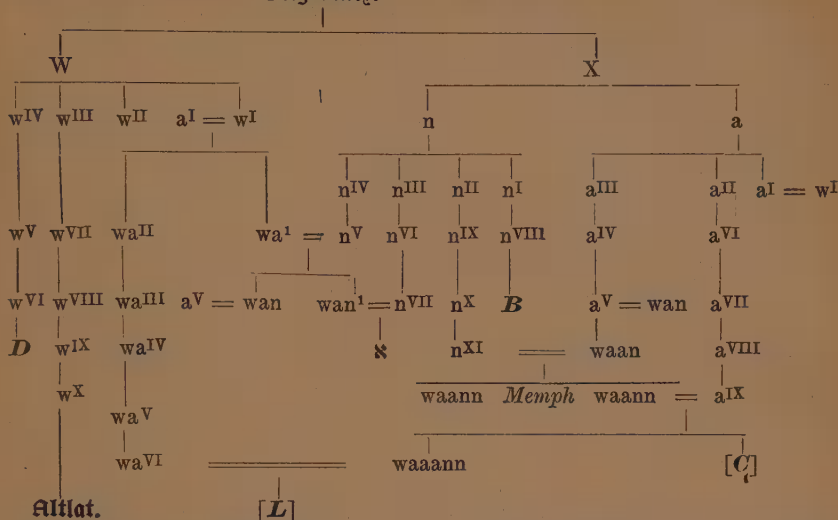 W X
wIV wIII wII aI = wI n a
nIV nIII nII nI aIII aII aI = wI
wV wVII waII wa1 = nV nVI nIX nVIII aIV aVI
wVI wVIII waIII aV = wan wan1 = nVII nX B aV = wan aVII
D wIX waIV ℵ nXI = waan aVIII
wX waann Memph waann = aIX
waV
waVI = waaann [C]
Altlat. [L]